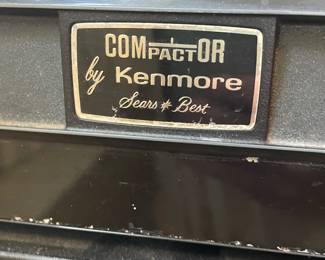 COMPACTOR
by Kenmore
Sears * Best